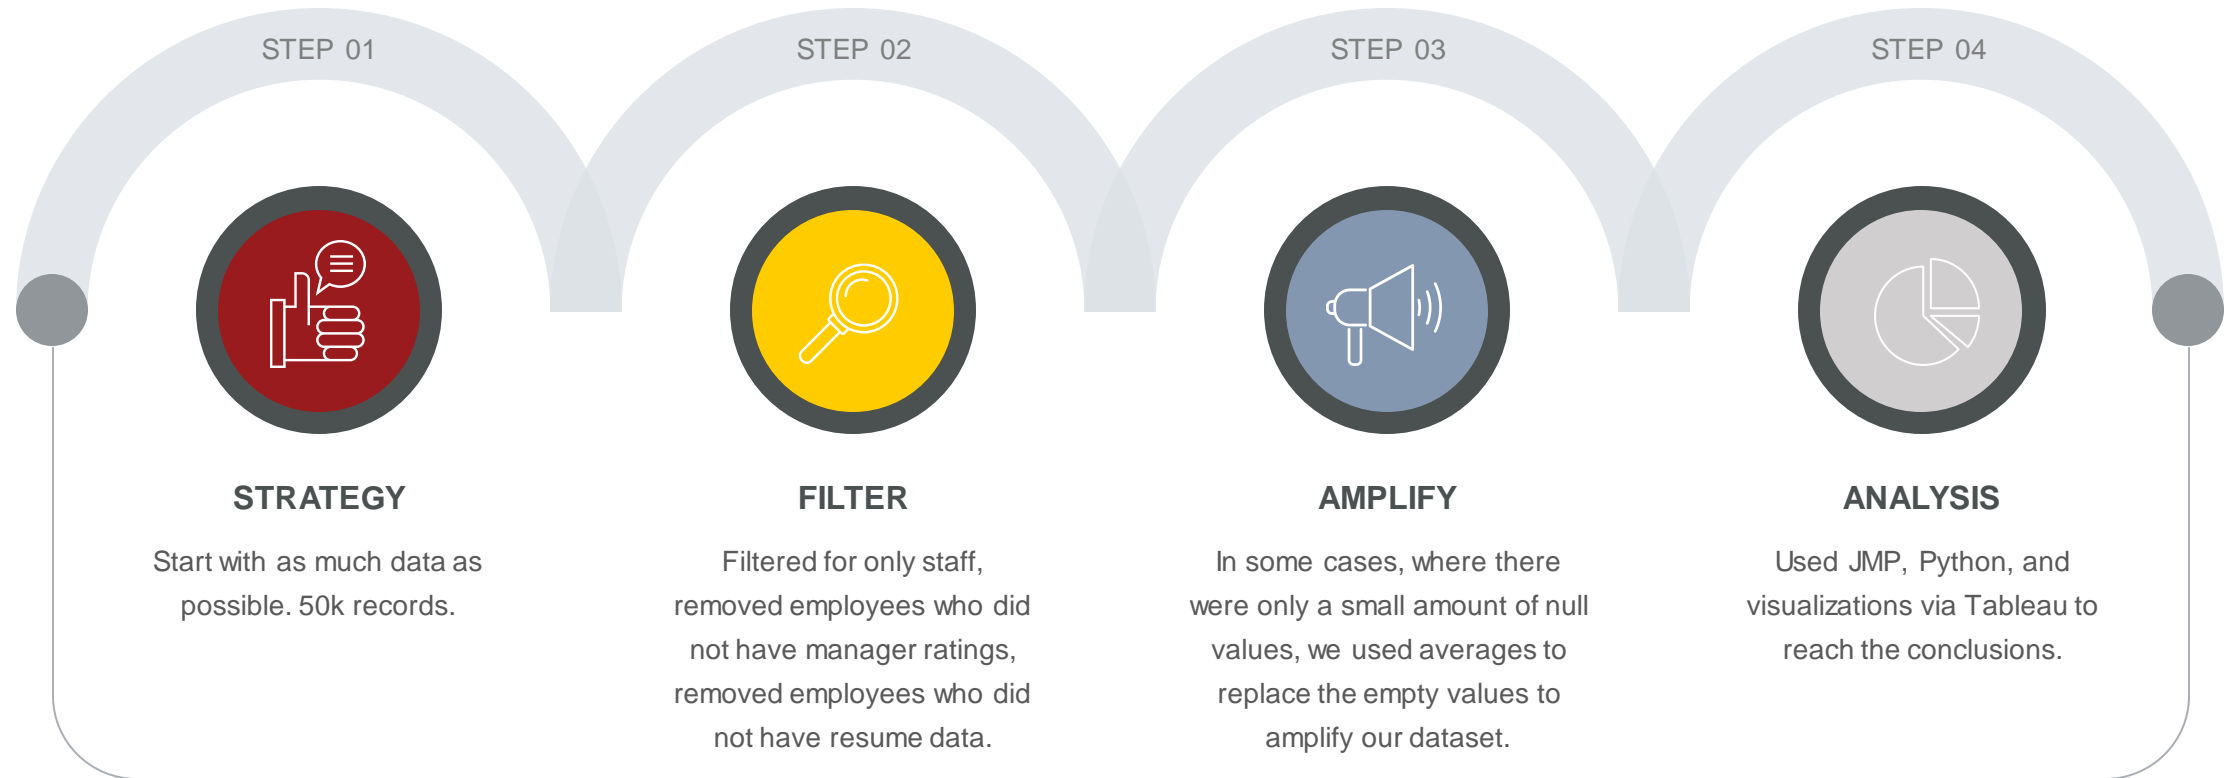 STEP 01
STRATEGY
Start with as much data as
possible. 50k records.
STEP 02
FILTER
Filtered for only staff,
removed employees who did
not have manager ratings,
removed employees who did
not have resume data.
STEP 03
AMPLIFY
In some cases, where there
were only a small amount of null
values, we used averages to
replace the empty values to
amplify our dataset.
STEP 04
ANALYSIS
Used JMP, Python, and
visualizations via Tableau to
reach the conclusions.